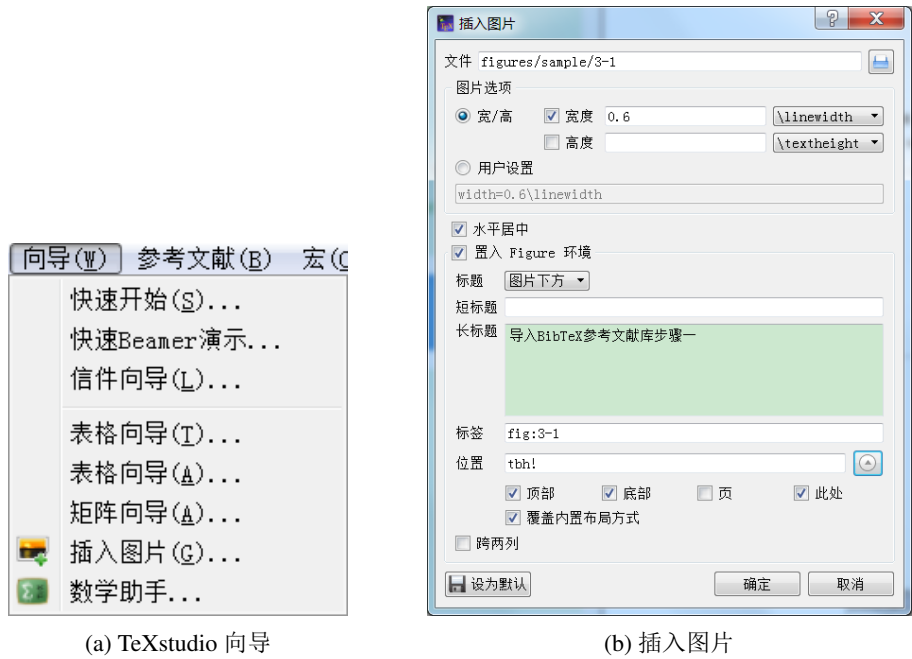 向导(W) 参考文献(B) 宏(
快速开始(S)...
快速Beamer演示...
信件向导(L)...
表格向导(T)...
表格向导(A)...
矩阵向导(A)...
插入图片(G)...
数学助手...
(a) TeXstudio 向导
插入图片
文件 figures/sample/3-1
图片选项
宽/高 宽度 0.6 \linewidth
高度 \textheight
用户设置
width=0.6\linewidth
水平居中
置入 Figure 环境
标题 图片下方
短标题
长标题 导入BibTeX参考文献库步骤一
标签 fig:3-1
位置 tbh!
顶部 底部 页 此处
覆盖内置布局方式
跨两列
设为默认 确定 取消
(b) 插入图片